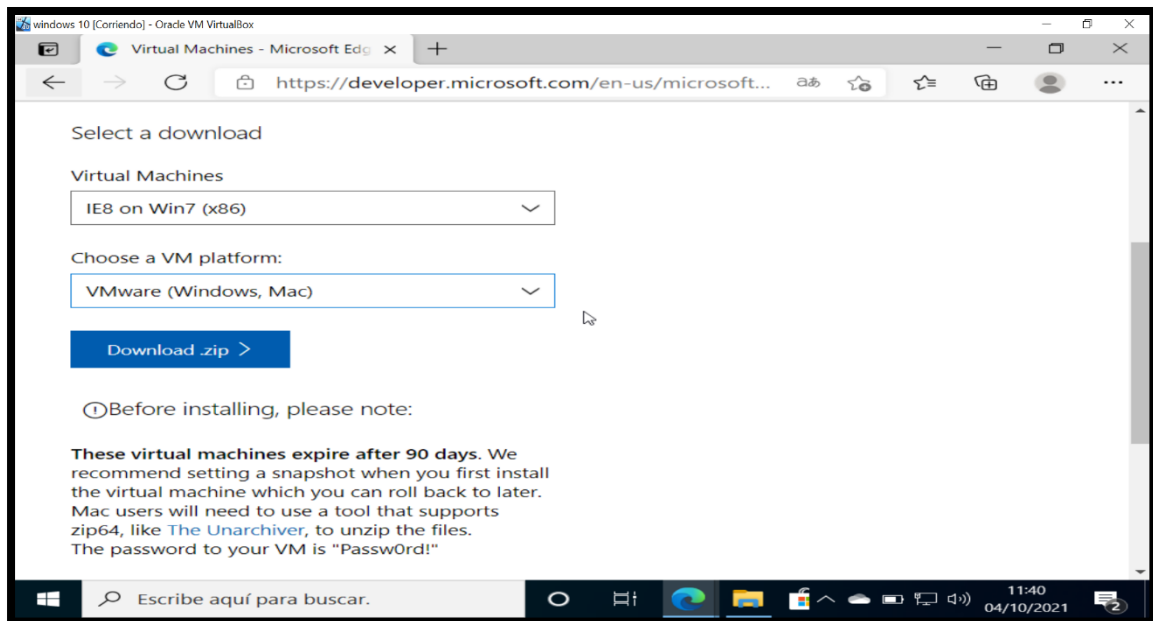 windows 10 [Corriendo] - Oracle VM VirtualBox
Virtual Machines - Microsoft Edg
https://developer.microsoft.com/en-us/microsoft...
aあ
Select a download
Virtual Machines
IE8 on Win7 (x86)
Choose a VM platform:
VMware (Windows, Mac)
Download .zip
Before installing, please note:
These virtual machines expire after 90 days. We
recommend setting a snapshot when you first install
the virtual machine which you can roll back to later.
Mac users will need to use a tool that supports
zip64, like The Unarchiver, to unzip the files.
The password to your VM is "Passw0rd!"
Escribe aquí para buscar.
11:40
04/10/2021
2